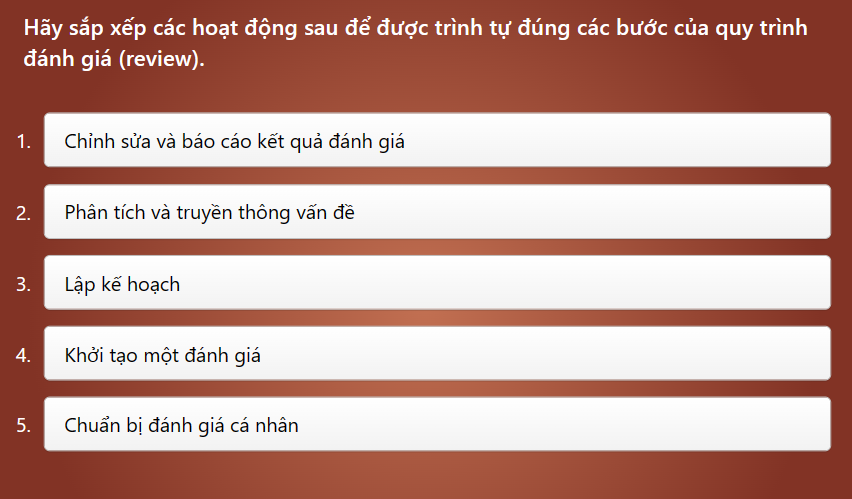 Hãy sắp xếp các hoạt động sau để được trình tự đúng các bước của quy trình
đánh giá (review).
1. Chỉnh sửa và báo cáo kết quả đánh giá
2. Phân tích và truyền thông vấn đề
3. Lập kế hoạch
4. Khởi tạo một đánh giá
5. Chuẩn bị đánh giá cá nhân